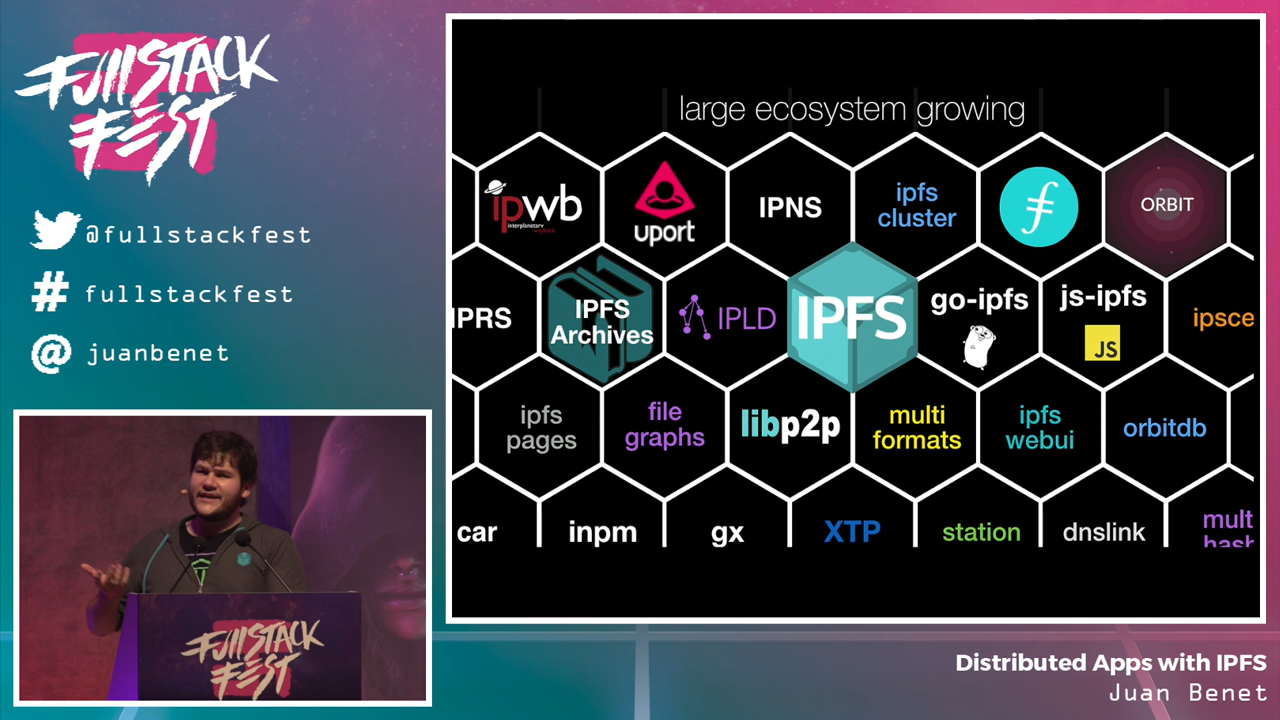 FullStack
Fest
@fullstackfest
# fullstackfest
@ juanbenet
large ecosystem growing
ipwb
interplanetary wayback
uport
IPNS
ipfs
cluster
ORBIT
IPRS
IPFS
Archives
IPLD
IPFS
go-ipfs
js-ipfs
JS
ipsce
ipfs
pages
file
graphs
libp2p
multi
formats
ipfs
webui
orbitdb
car
inpm
gx
XTP
station
dnslink
mult
hash
FullStack
Fest
Distributed Apps with IPFS
Juan Benet